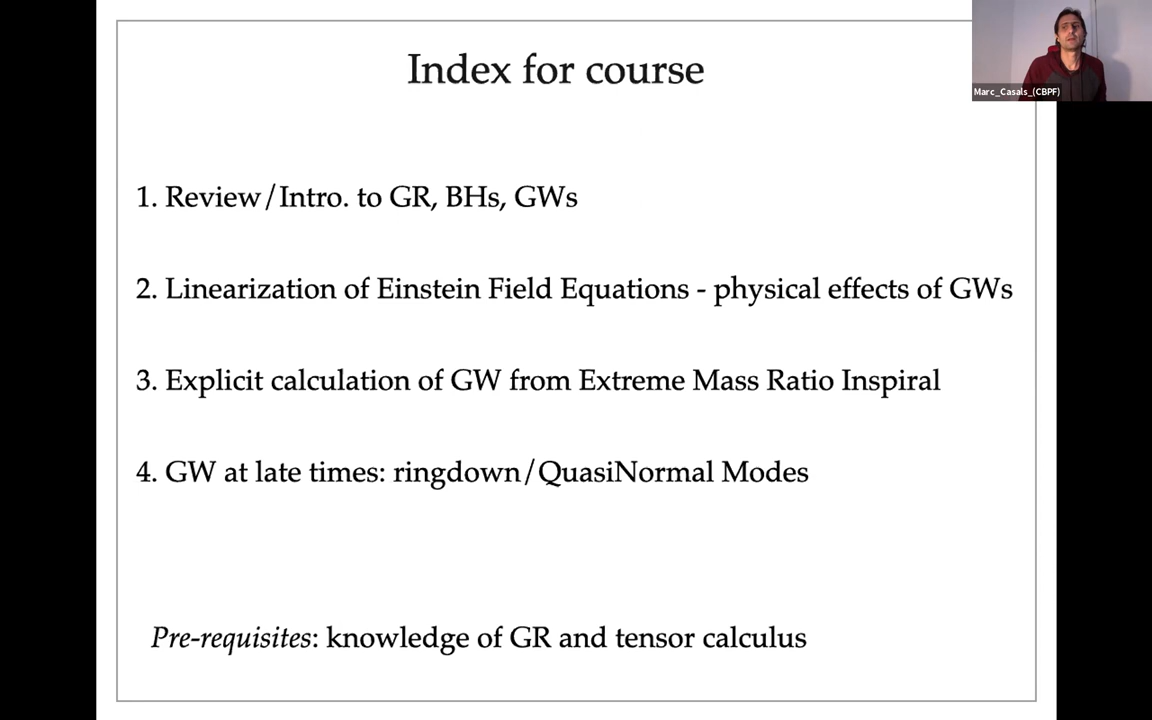 Index for course
Marc_Casals_(CBPF)
1. Review/Intro. to GR, BHs, GWs
2. Linearization of Einstein Field Equations - physical effects of GWs
3. Explicit calculation of GW from Extreme Mass Ratio Inspiral
4. GW at late times: ringdown/QuasiNormal Modes
Pre-requisites: knowledge of GR and tensor calculus